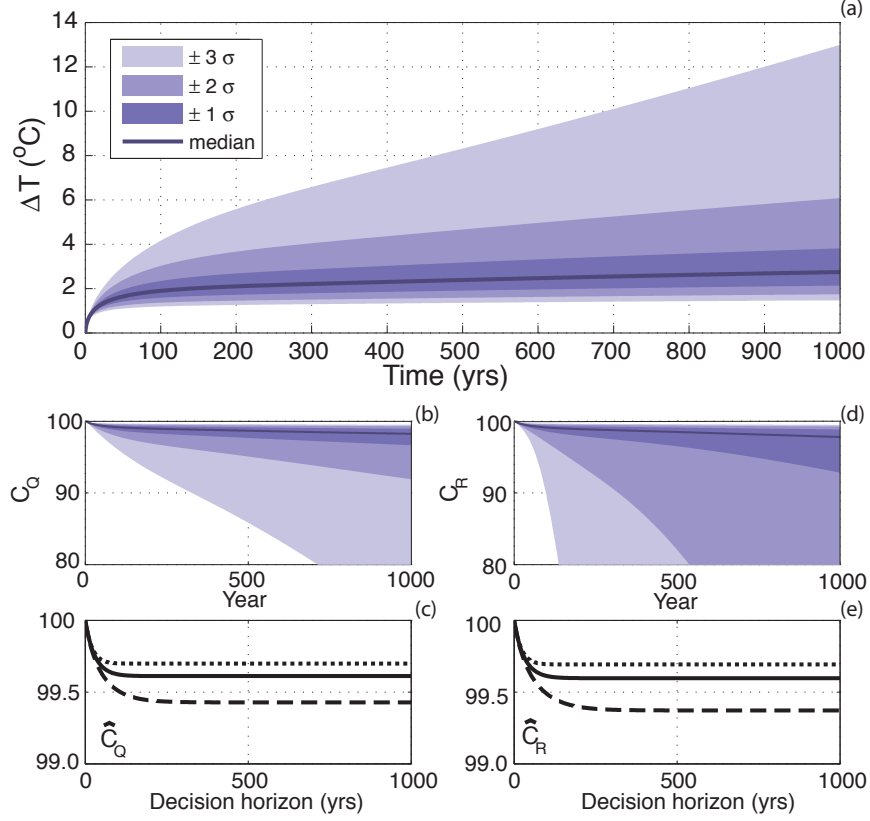 (a)
14
12
10
8
6
4
2
0
Δ T (°C)
± 3 σ
± 2 σ
± 1 σ
median
0 100 200 300 400 500 600 700 800 900 1000
Time (yrs)
(b)
100
90
80
C_Q
0 500 1000
Year
(d)
100
90
80
C_R
0 500 1000
Year
(c)
100
99.5
99.0
Ĉ_Q
0 500 1000
Decision horizon (yrs)
(e)
100
99.5
99.0
Ĉ_R
0 500 1000
Decision horizon (yrs)